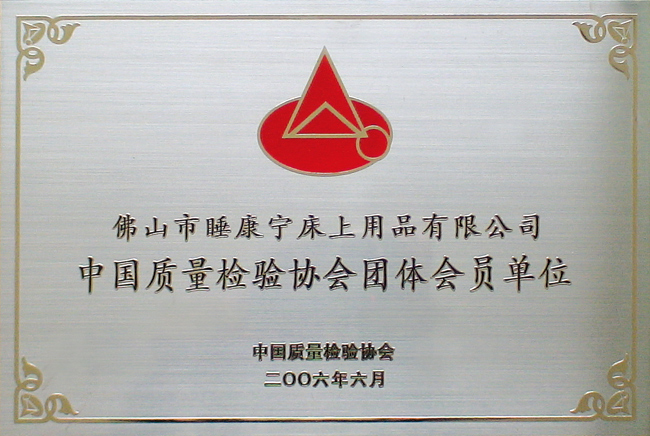 佛山市睡康宁床上用品有限公司
中国质量检验协会团体会员单位
中国质量检验协会
二〇〇六年六月